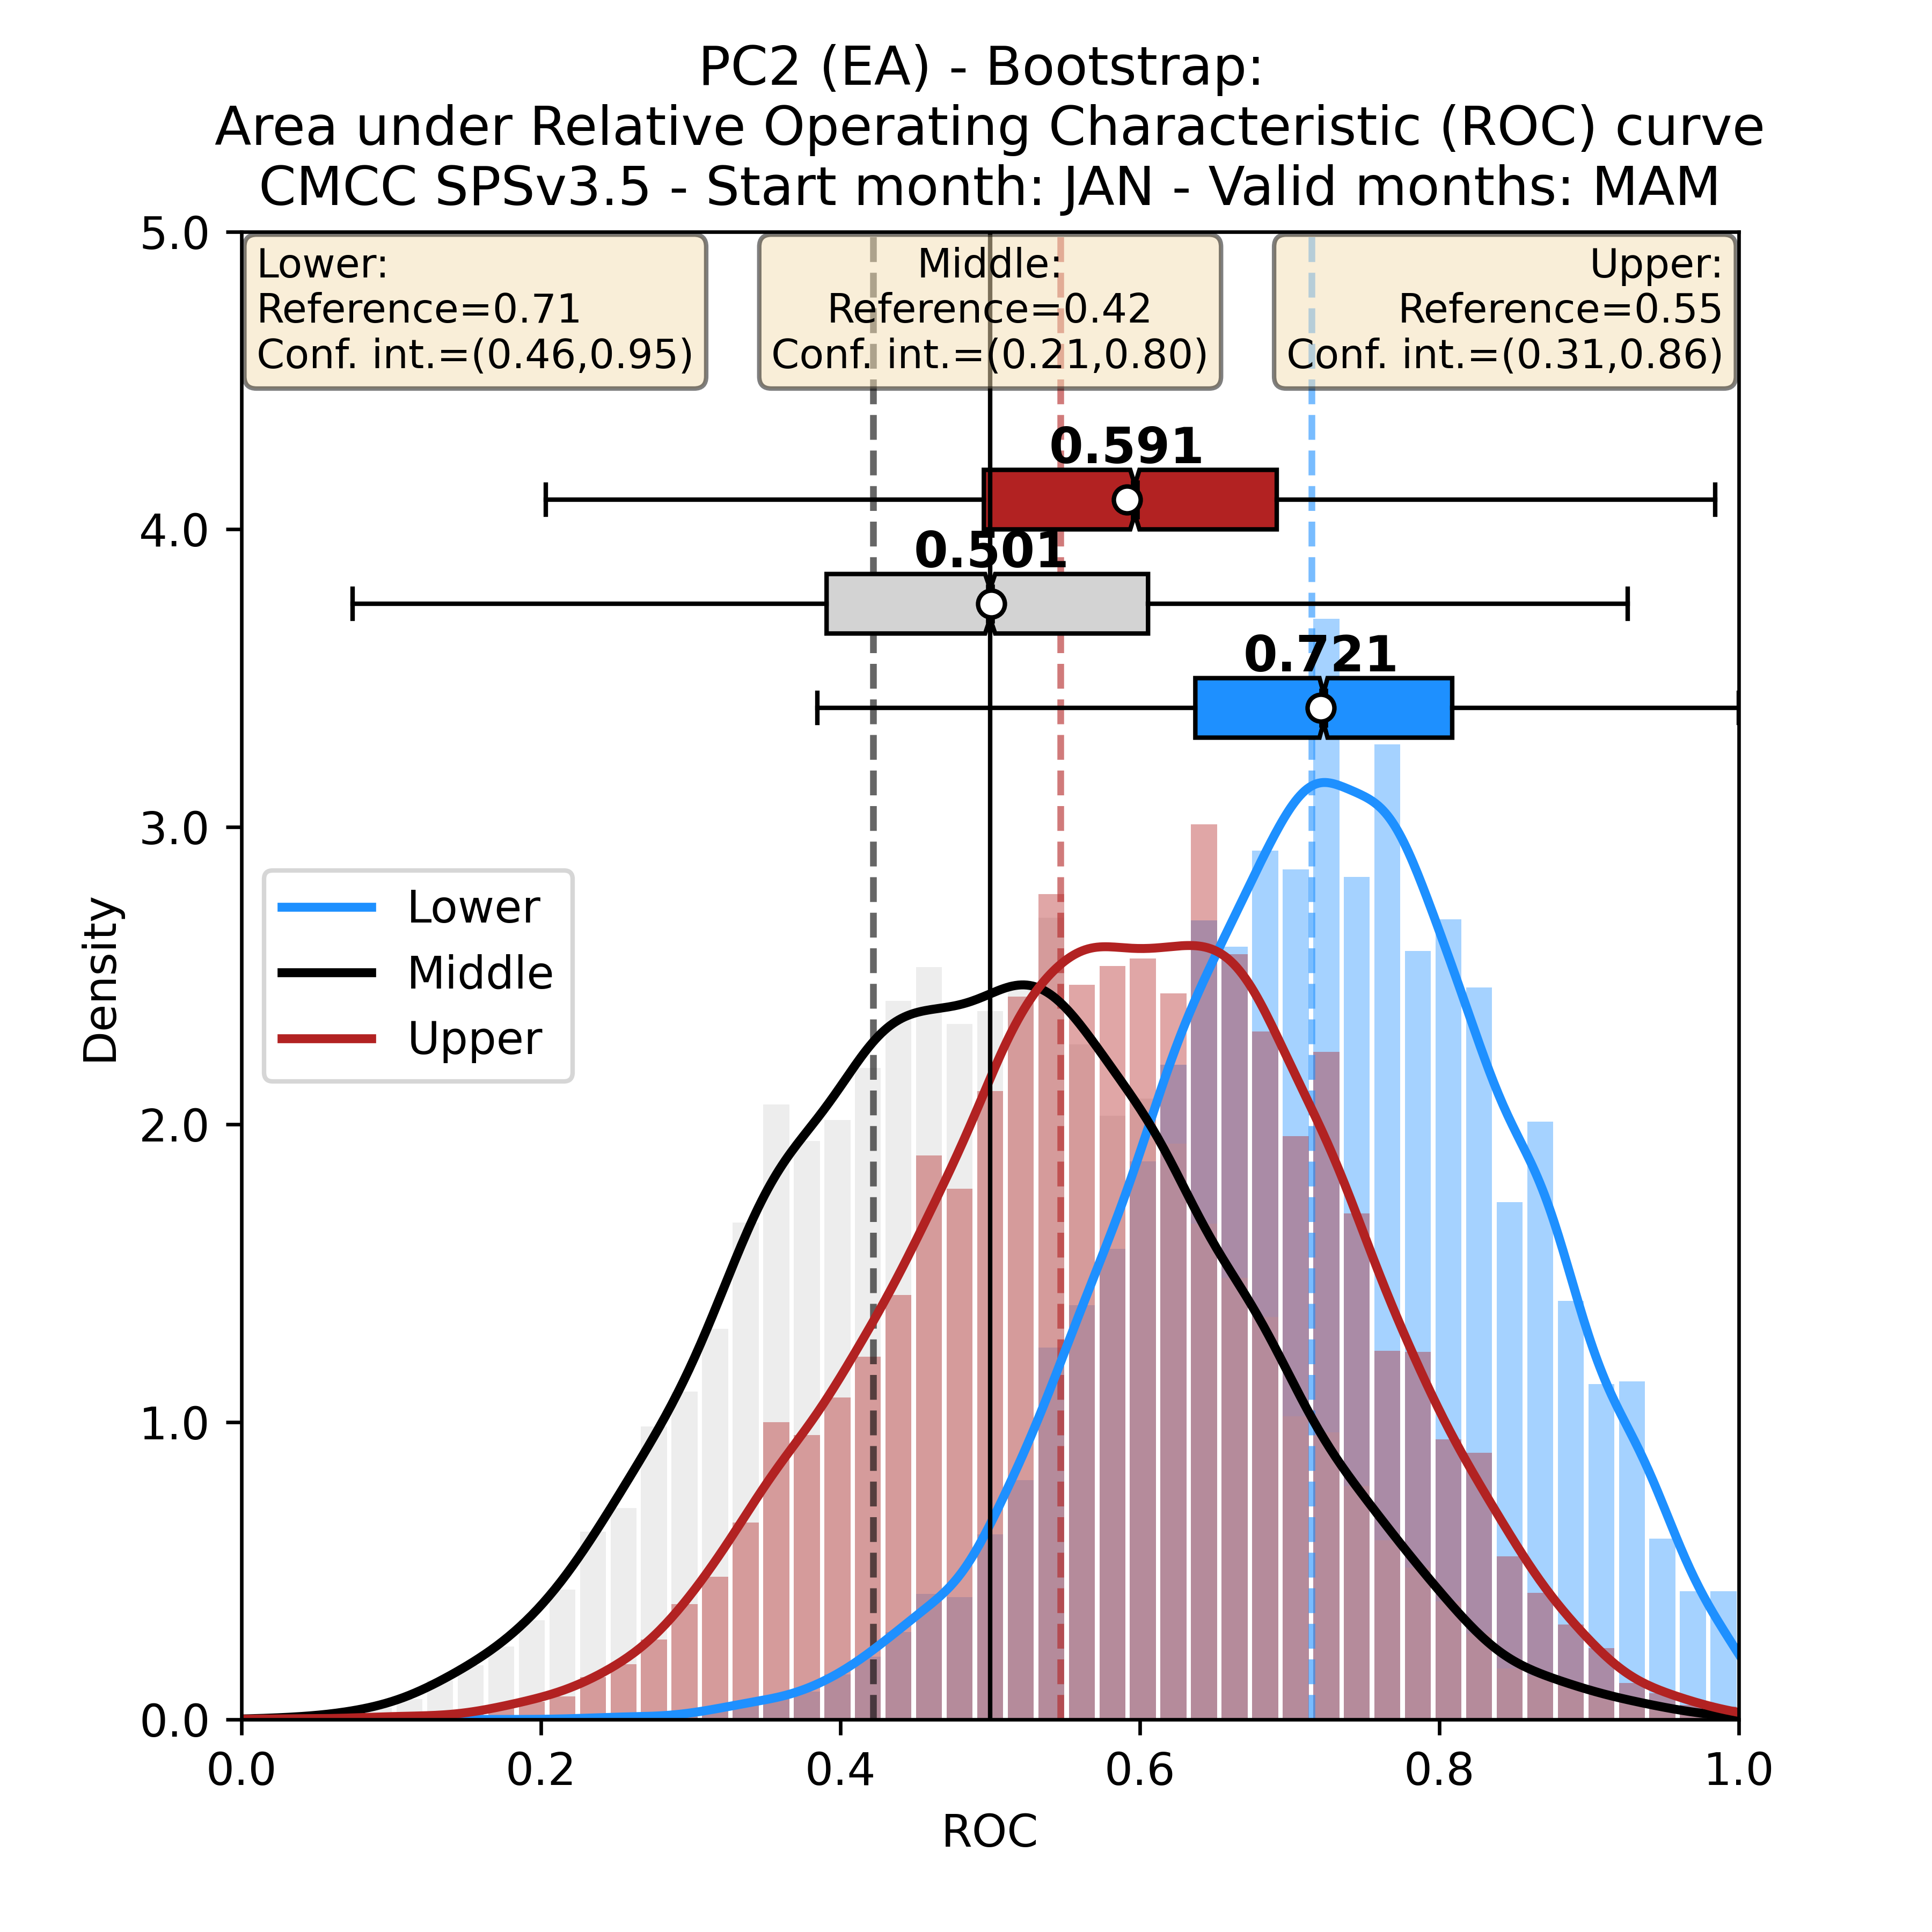 PC2 (EA) - Bootstrap:
Area under Relative Operating Characteristic (ROC) curve
CMCC SPSv3.5 - Start month: JAN - Valid months: MAM
Lower:
Reference=0.71
Conf. int.=(0.46,0.95)
Middle:
Reference=0.42
Conf. int.=(0.21,0.80)
Upper:
Reference=0.55
Conf. int.=(0.31,0.86)
0.591
0.501
0.721
Lower
Middle
Upper
Density
5.0
4.0
3.0
2.0
1.0
0.0
0.0 0.2 0.4 0.6 0.8 1.0
ROC